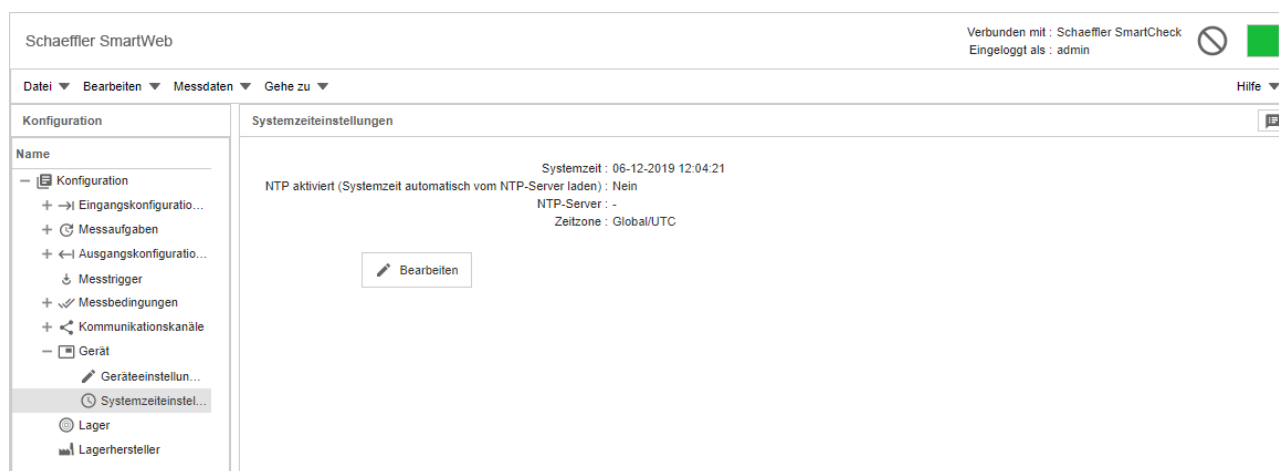 Schaeffler SmartWeb
Verbunden mit : Schaeffler SmartCheck
Eingeloggt als : admin
Datei Bearbeiten Messdaten Gehe zu Hilfe
Konfiguration
Systemzeiteinstellungen
Name
Konfiguration
Eingangskonfiguratio...
Messaufgaben
Ausgangskonfiguratio...
Messtrigger
Messbedingungen
Kommunikationskanäle
Gerät
Geräteeinstellun...
Systemzeiteinstel...
Lager
Lagerhersteller
Systemzeit : 06-12-2019 12:04:21
NTP aktiviert (Systemzeit automatisch vom NTP-Server laden) : Nein
NTP-Server : -
Zeitzone : Global/UTC
Bearbeiten